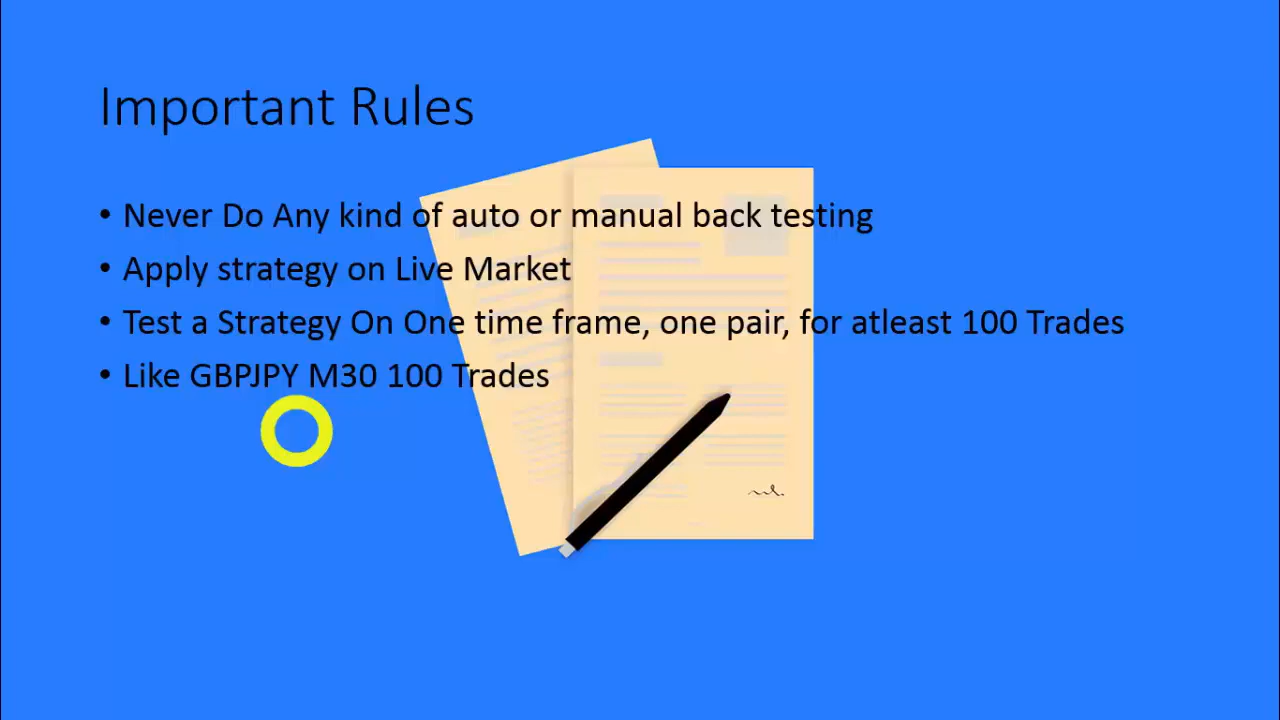 Important Rules
• Never Do Any kind of auto or manual back testing
• Apply strategy on Live Market
• Test a Strategy On One time frame, one pair, for atleast 100 Trades
• Like GBPJPY M30 100 Trades